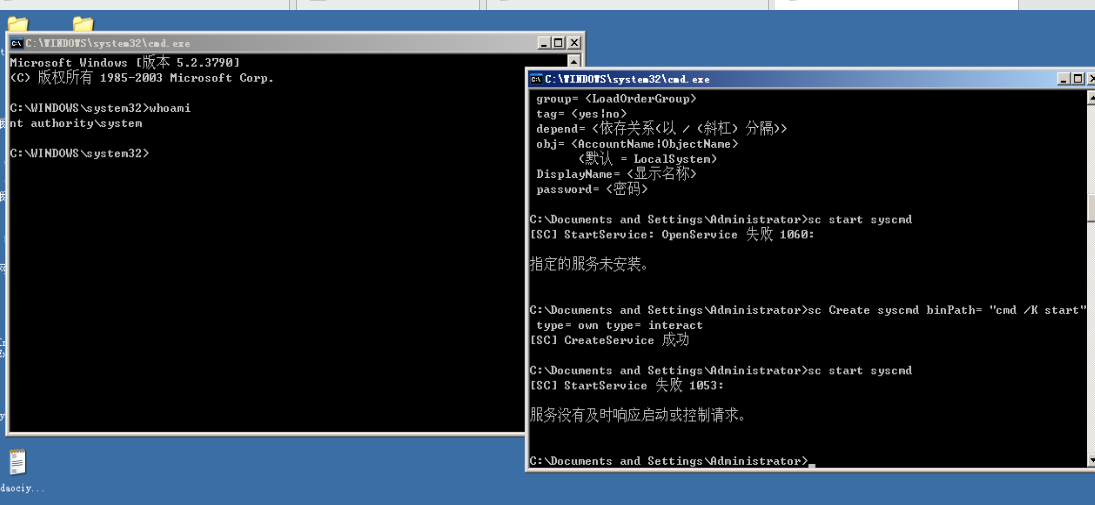 C:\WINDOWS\system32\cmd.exe
Microsoft Windows [版本 5.2.3790]
(C) 版权所有 1985-2003 Microsoft Corp.
C:\WINDOWS\system32>whoami
nt authority\system
C:\WINDOWS\system32>
C:\WINDOWS\system32\cmd.exe
group= <LoadOrderGroup>
tag= <yes|no>
depend= <依存关系(以 / (斜杠) 分隔)>
obj= <AccountName|ObjectName>
(默认 = LocalSystem)
DisplayName= <显示名称>
password= <密码>
C:\Documents and Settings\Administrator>sc start syscmd
[SC] StartService: OpenService 失败 1060:
指定的服务未安装。
C:\Documents and Settings\Administrator>sc Create syscmd binPath= "cmd /K start"
type= own type= interact
[SC] CreateService 成功
C:\Documents and Settings\Administrator>sc start syscmd
[SC] StartService 失败 1053:
服务没有及时响应启动或控制请求。
C:\Documents and Settings\Administrator>_
daociy...